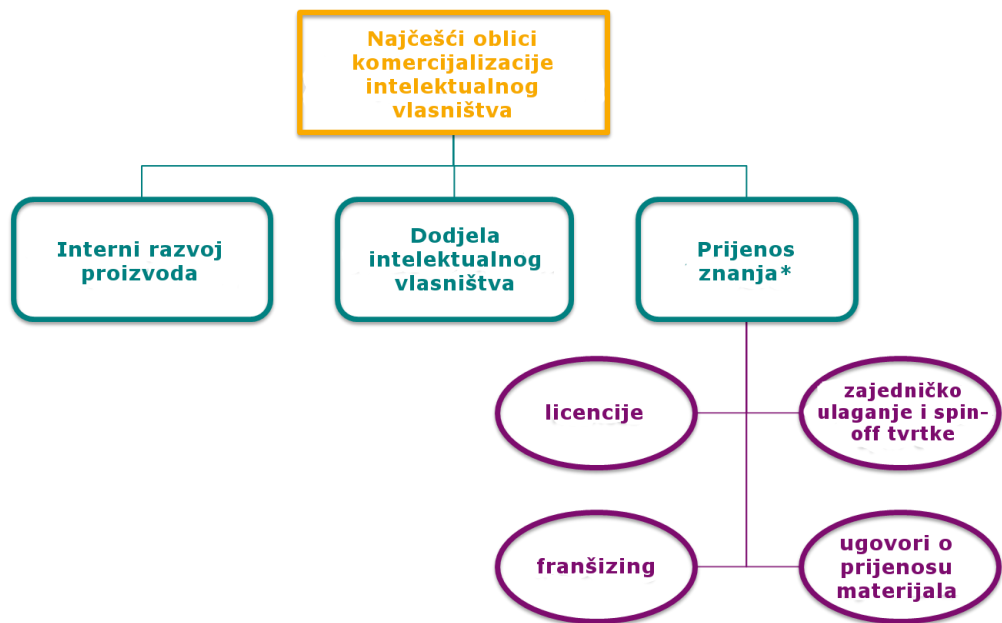 Najčešći oblici
komercijalizacije
intelektualnog
vlasništva
Interni razvoj
proizvoda
Dodjela
intelektualnog
vlasništva
Prijenos
znanja*
licencije
zajedničko
ulaganje i spin-
off tvrtke
franšizing
ugovori o
prijenosu
materijala